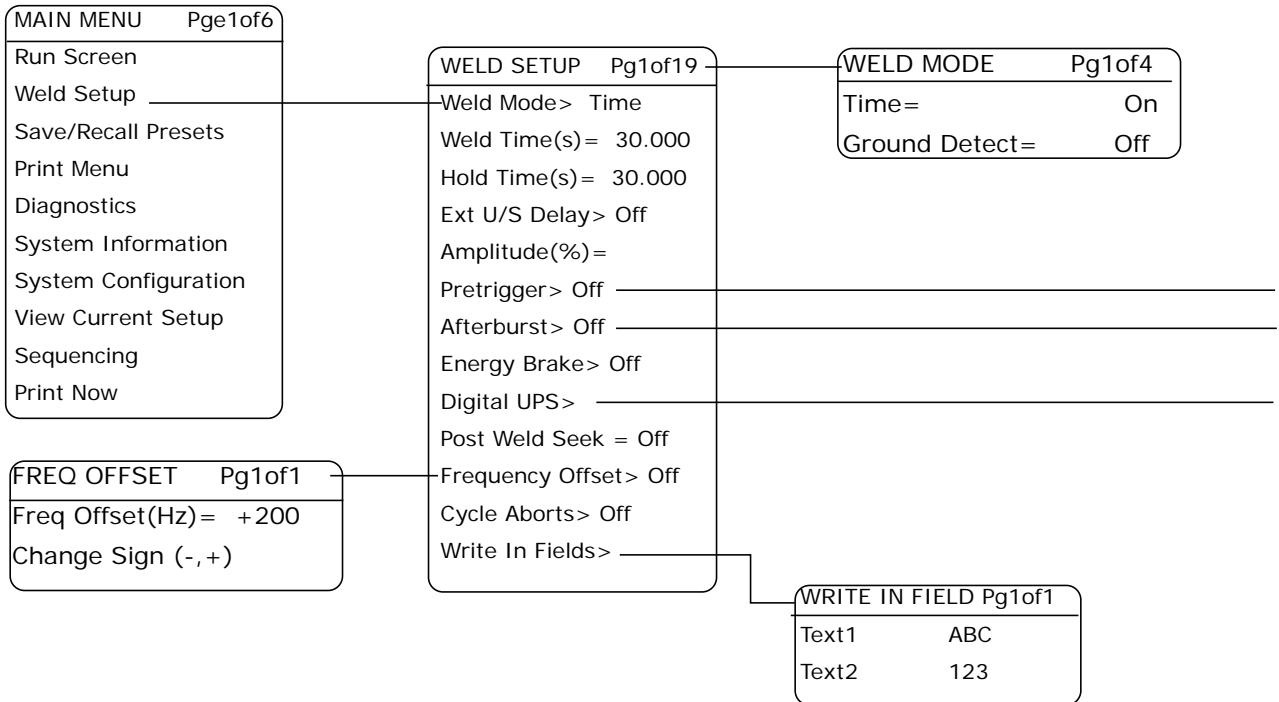 MAIN MENU Pge1of6
Run Screen
Weld Setup
Save/Recall Presets
Print Menu
Diagnostics
System Information
System Configuration
View Current Setup
Sequencing
Print Now
WELD SETUP Pg1of19
Weld Mode> Time
Weld Time(s)= 30.000
Hold Time(s)= 30.000
Ext U/S Delay> Off
Amplitude(%)=
Pretrigger> Off
Afterburst> Off
Energy Brake> Off
Digital UPS>
Post Weld Seek = Off
Frequency Offset> Off
Cycle Aborts> Off
Write In Fields>
WELD MODE Pg1of4
Time= On
Ground Detect= Off
FREQ OFFSET Pg1of1
Freq Offset(Hz)= +200
Change Sign (-,+)
WRITE IN FIELD Pg1of1
Text1 ABC
Text2 123